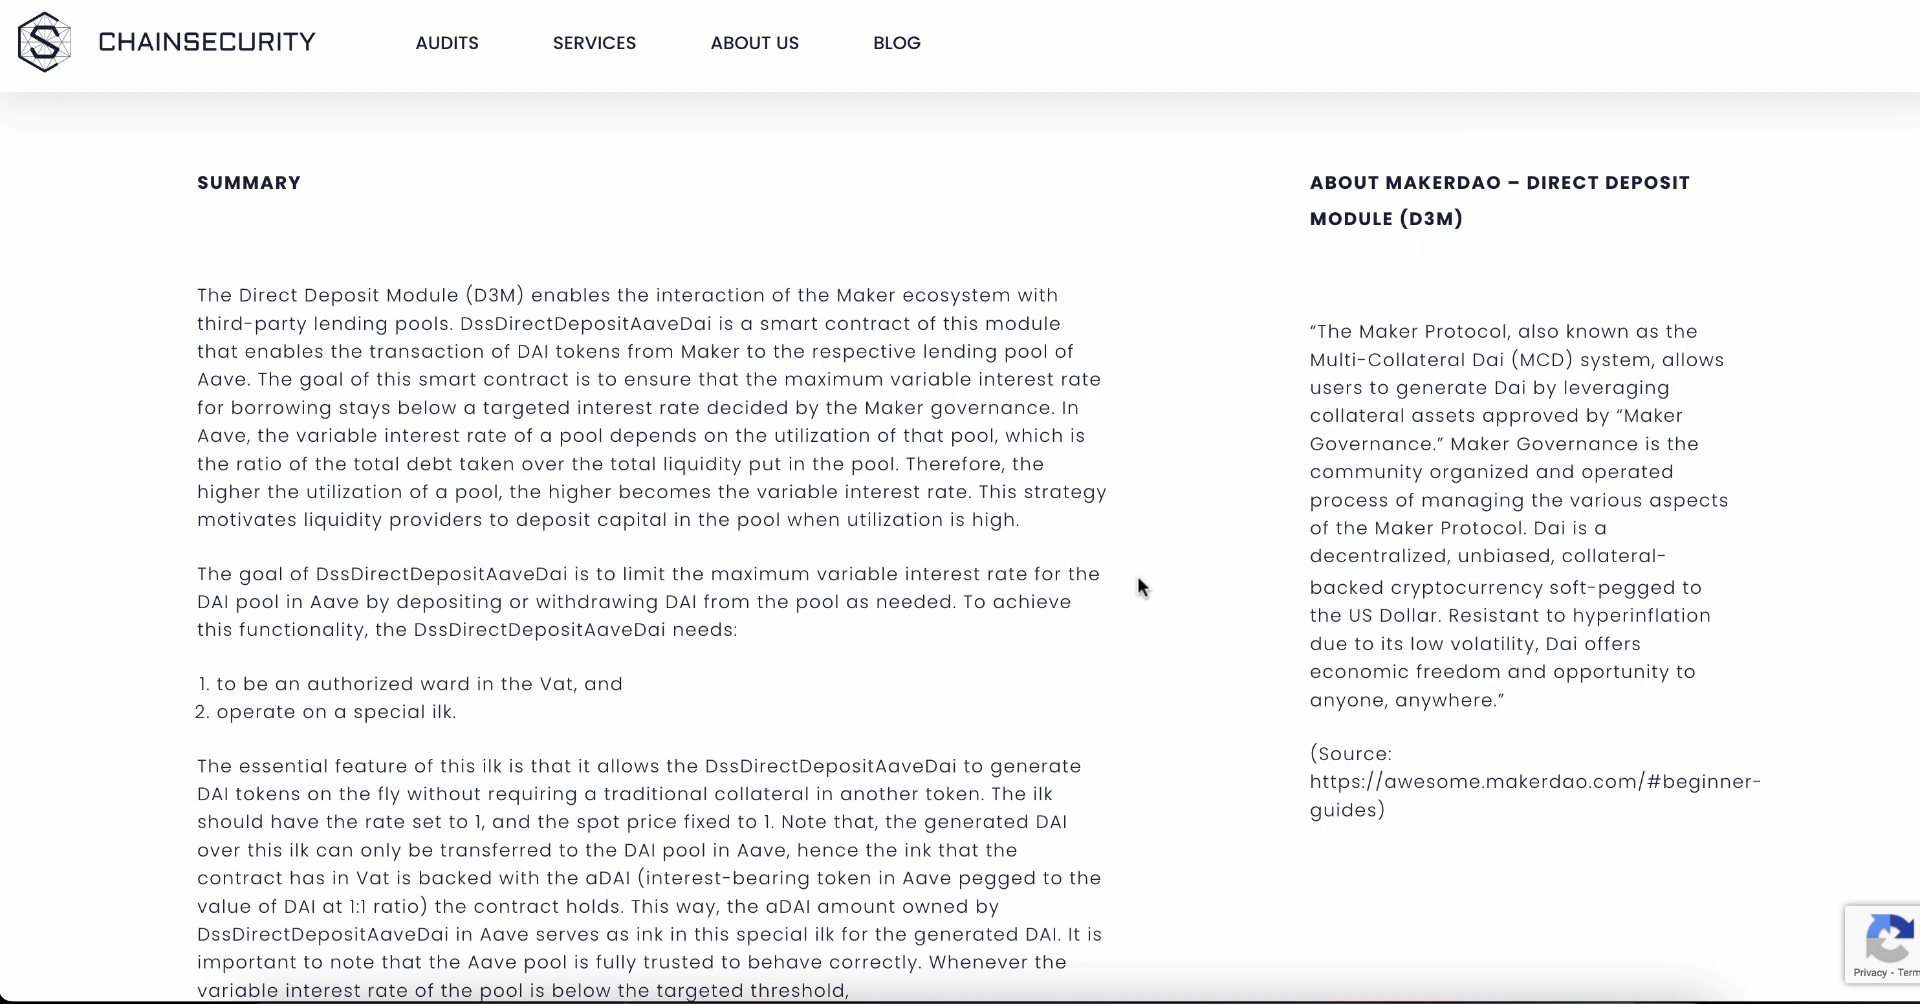 CHAINSECURITY
AUDITS
SERVICES
ABOUT US
BLOG
SUMMARY
The Direct Deposit Module (D3M) enables the interaction of the Maker ecosystem with
third-party lending pools. DssDirectDepositAaveDai is a smart contract of this module
that enables the transaction of DAI tokens from Maker to the respective lending pool of
Aave. The goal of this smart contract is to ensure that the maximum variable interest rate
for borrowing stays below a targeted interest rate decided by the Maker governance. In
Aave, the variable interest rate of a pool depends on the utilization of that pool, which is
the ratio of the total debt taken over the total liquidity put in the pool. Therefore, the
higher the utilization of a pool, the higher becomes the variable interest rate. This strategy
motivates liquidity providers to deposit capital in the pool when utilization is high.
The goal of DssDirectDepositAaveDai is to limit the maximum variable interest rate for the
DAI pool in Aave by depositing or withdrawing DAI from the pool as needed. To achieve
this functionality, the DssDirectDepositAaveDai needs:
1. to be an authorized ward in the Vat, and
2. operate on a special ilk.
The essential feature of this ilk is that it allows the DssDirectDepositAaveDai to generate
DAI tokens on the fly without requiring a traditional collateral in another token. The ilk
should have the rate set to 1, and the spot price fixed to 1. Note that, the generated DAI
over this ilk can only be transferred to the DAI pool in Aave, hence the ink that the
contract has in Vat is backed with the aDAI (interest-bearing token in Aave pegged to the
value of DAI at 1:1 ratio) the contract holds. This way, the aDAI amount owned by
DssDirectDepositAaveDai in Aave serves as ink in this special ilk for the generated DAI. It is
important to note that the Aave pool is fully trusted to behave correctly. Whenever the
variable interest rate of the pool is below the targeted threshold,
ABOUT MAKERDAO – DIRECT DEPOSIT
MODULE (D3M)
“The Maker Protocol, also known as the
Multi-Collateral Dai (MCD) system, allows
users to generate Dai by leveraging
collateral assets approved by “Maker
Governance.” Maker Governance is the
community organized and operated
process of managing the various aspects
of the Maker Protocol. Dai is a
decentralized, unbiased, collateral-
backed cryptocurrency soft-pegged to
the US Dollar. Resistant to hyperinflation
due to its low volatility, Dai offers
economic freedom and opportunity to
anyone, anywhere.”
(Source:
https://awesome.makerdao.com/#beginner-
guides)
Privacy - Term